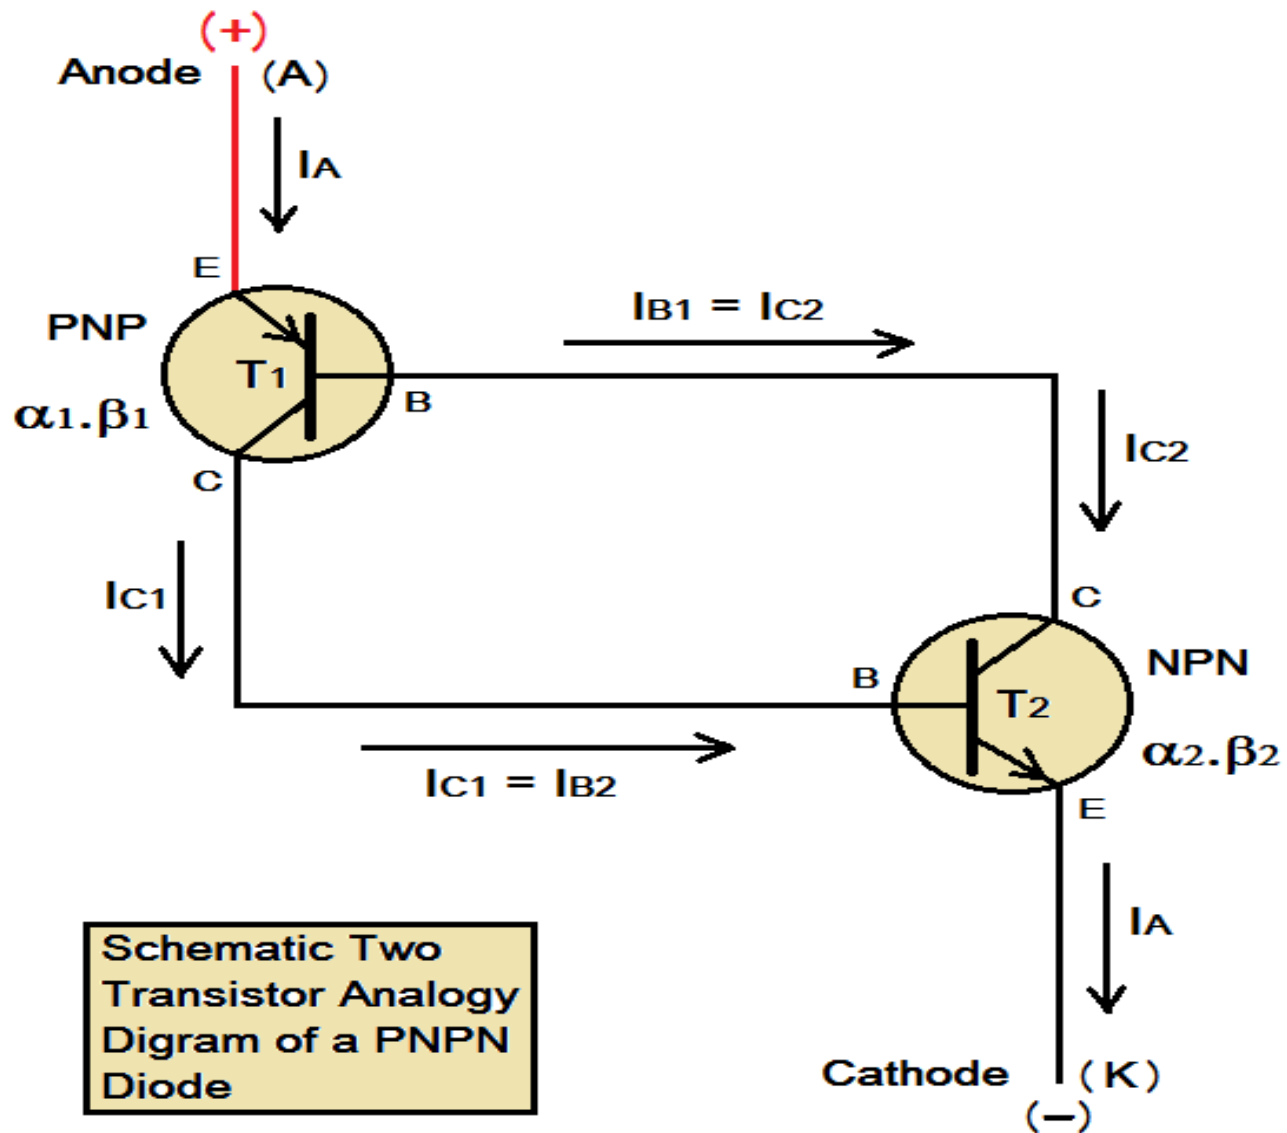 (+)
Anode (A)
IA
E
PNP
T1
α1.β1
B
IB1 = IC2
IC2
C
IC1
C
B
NPN
T2
α2.β2
IC1 = IB2
E
IA
Schematic Two
Transistor Analogy
Digram of a PNPN
Diode
Cathode (K)
(−)